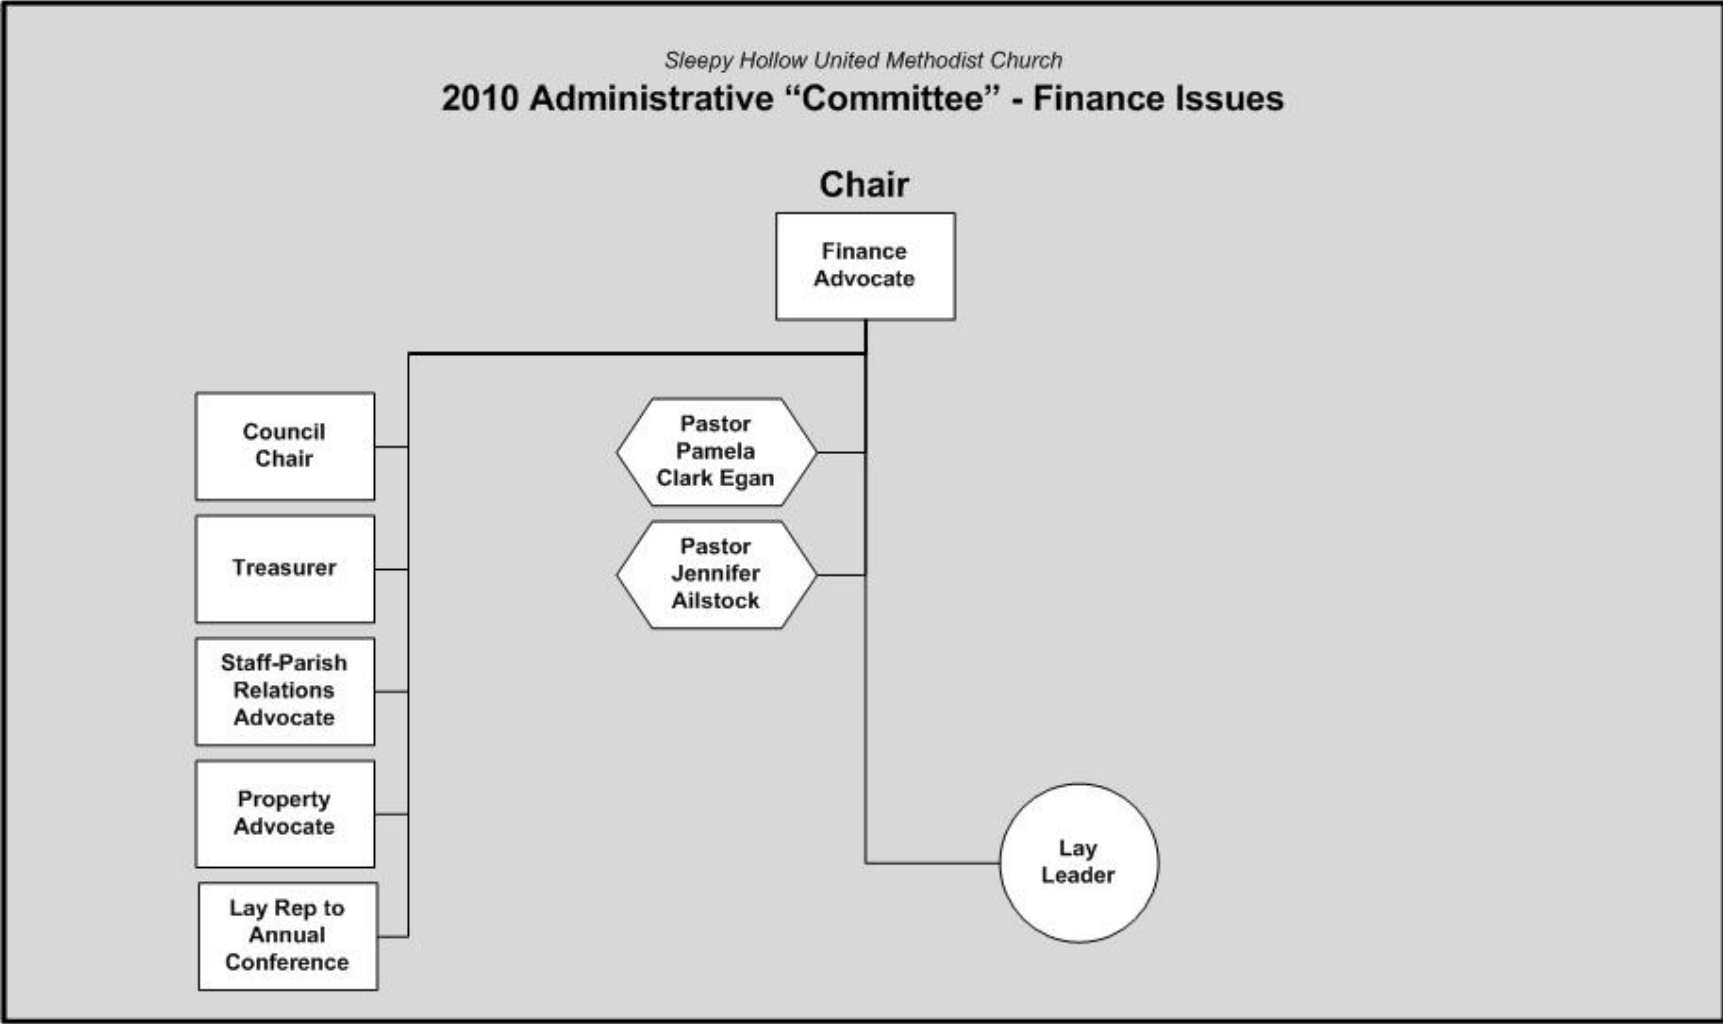 Sleepy Hollow United Methodist Church
2010 Administrative “Committee” - Finance Issues
Chair
Finance
Advocate
Council
Chair
Treasurer
Staff-Parish
Relations
Advocate
Property
Advocate
Lay Rep to
Annual
Conference
Pastor
Pamela
Clark Egan
Pastor
Jennifer
Ailstock
Lay
Leader